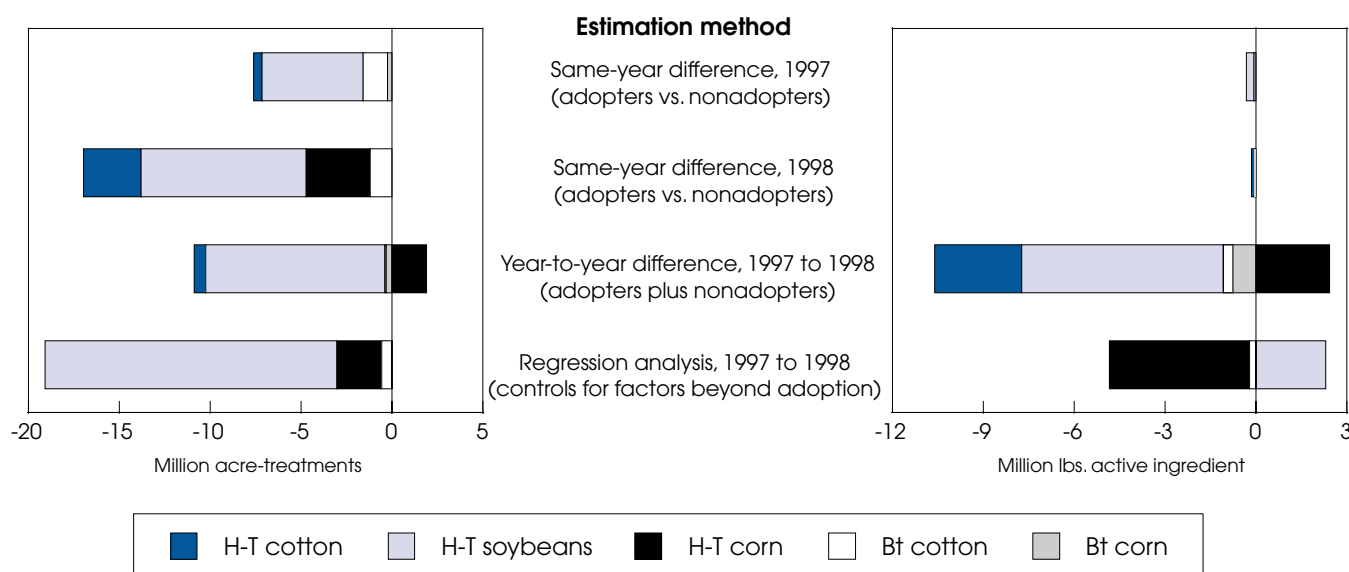 Estimation method
Same-year difference, 1997
(adopters vs. nonadopters)
Same-year difference, 1998
(adopters vs. nonadopters)
Year-to-year difference, 1997 to 1998
(adopters plus nonadopters)
Regression analysis, 1997 to 1998
(controls for factors beyond adoption)
-20 -15 -10 -5 0 5
Million acre-treatments
-12 -9 -6 -3 0 3
Million lbs. active ingredient
H-T cotton H-T soybeans H-T corn Bt cotton Bt corn